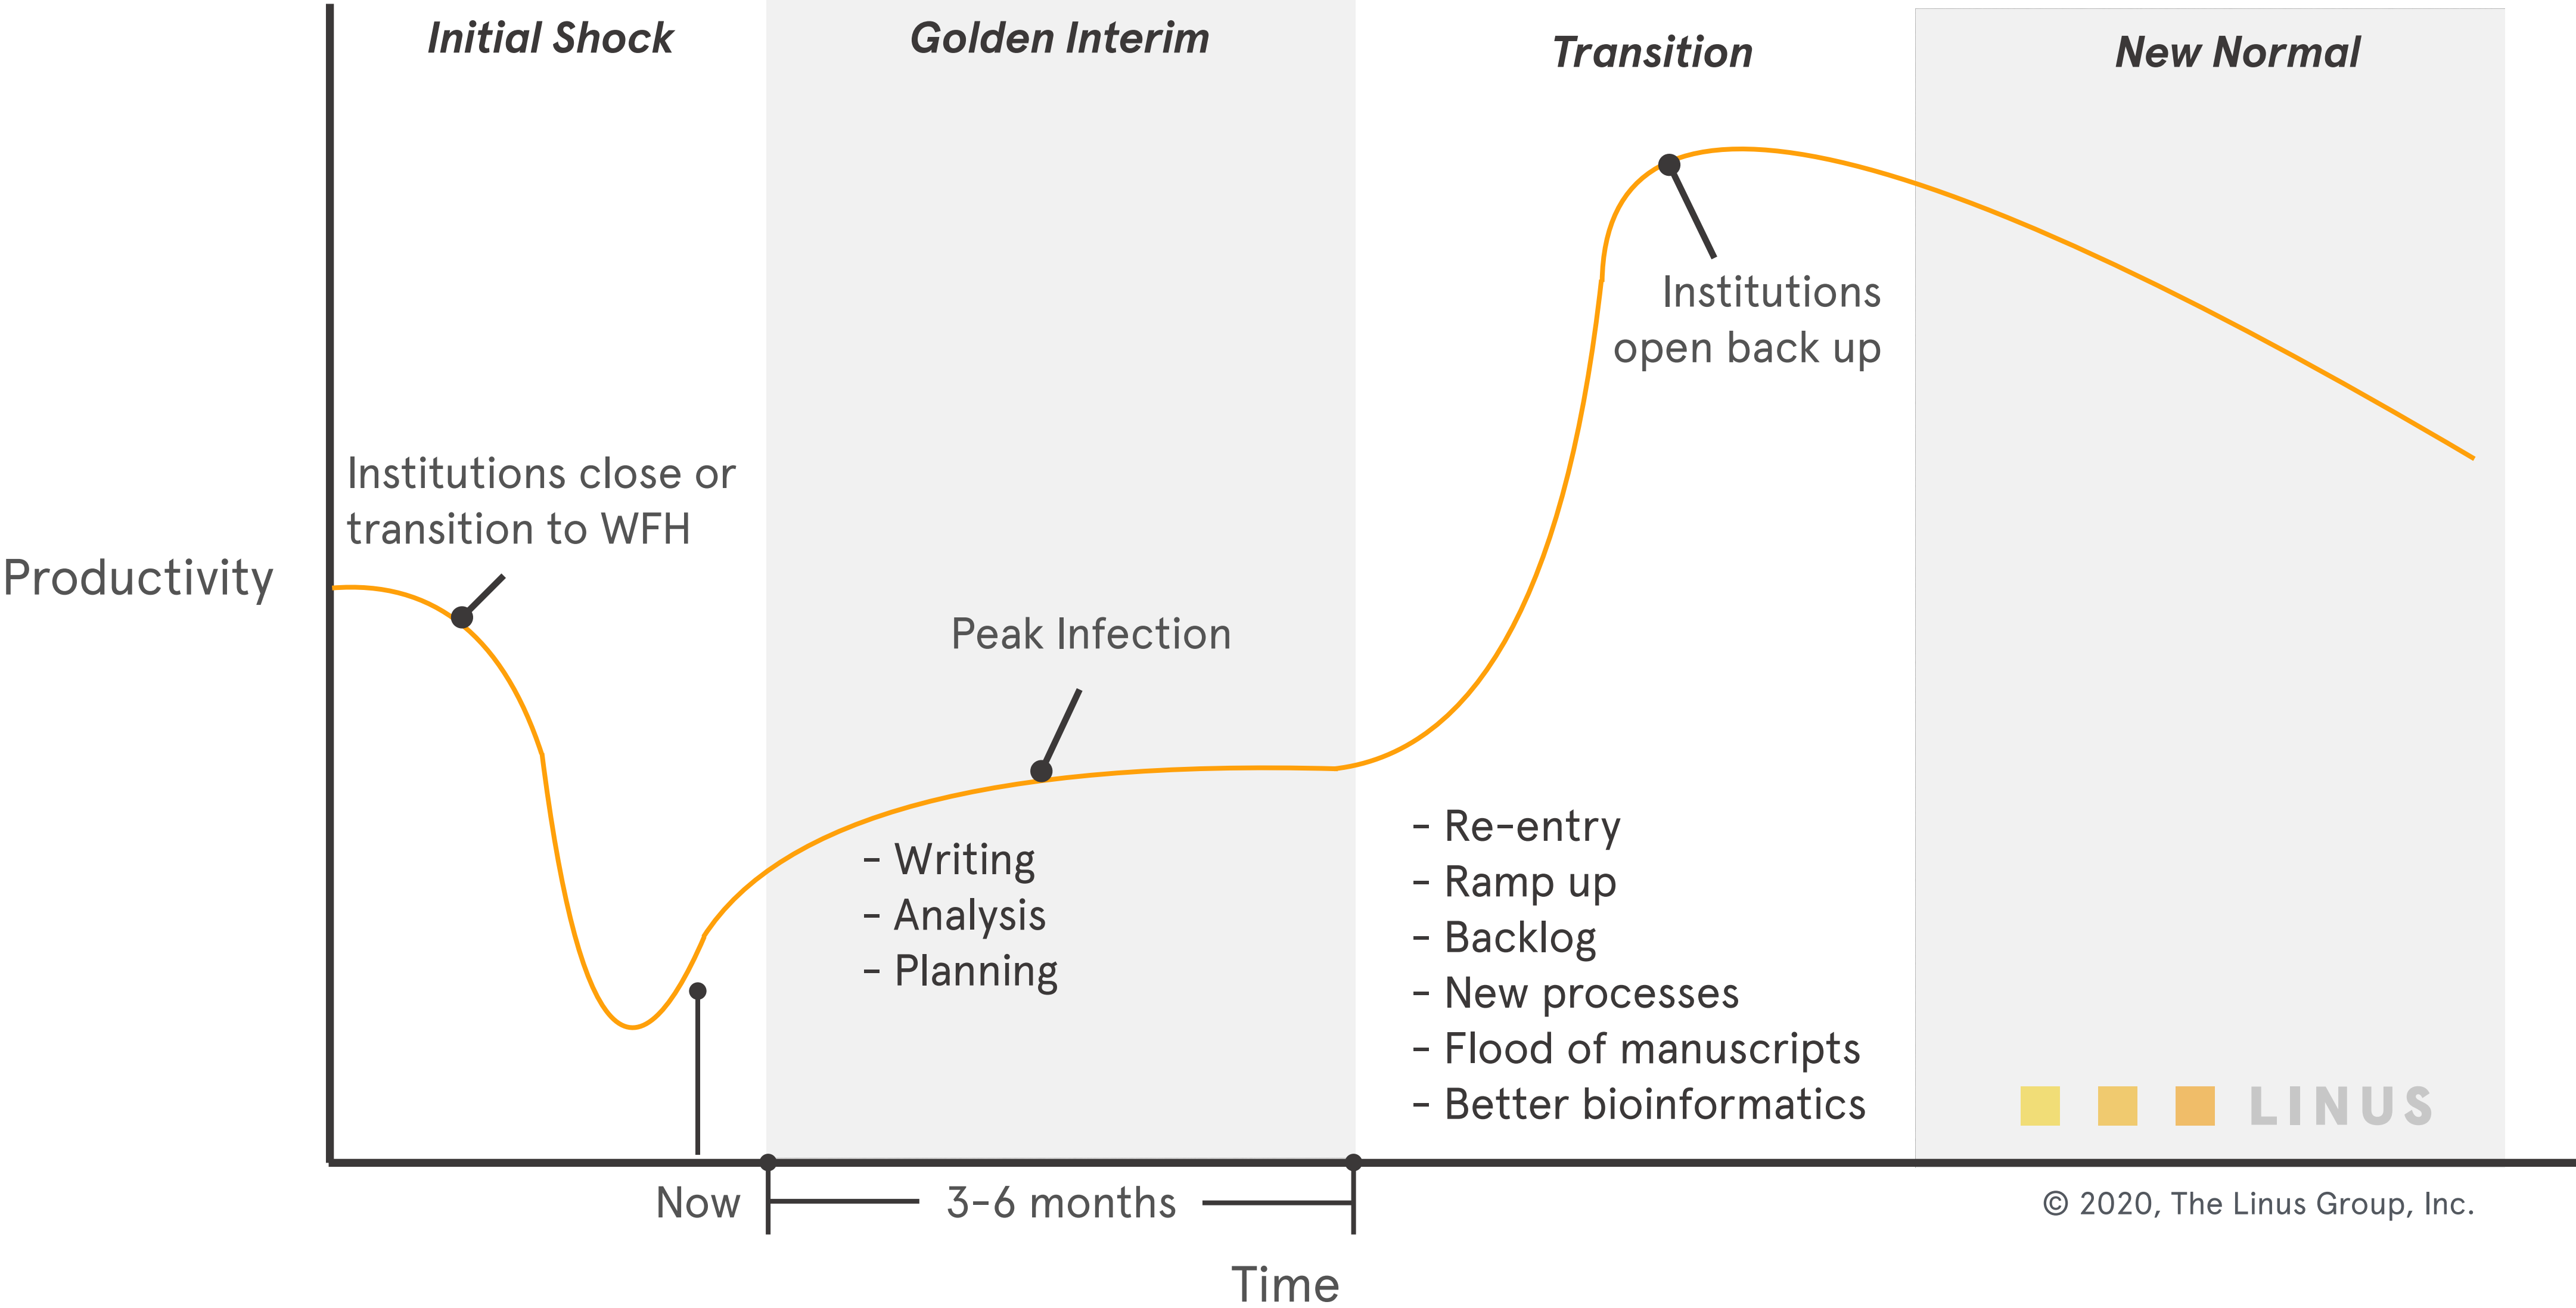 Initial Shock
Golden Interim
Transition
New Normal
Institutions
open back up
Institutions close or
transition to WFH
Productivity
Peak Infection
- Writing
- Analysis
- Planning
- Re-entry
- Ramp up
- Backlog
- New processes
- Flood of manuscripts
- Better bioinformatics
LINUS
Now
3-6 months
© 2020, The Linus Group, Inc.
Time